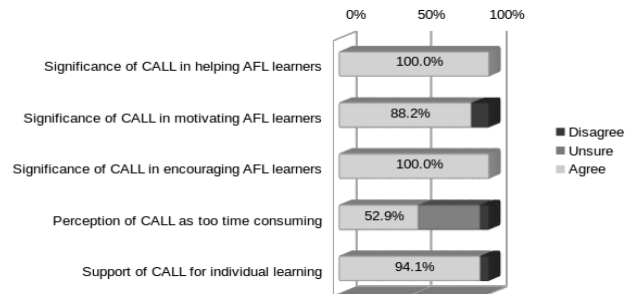 0% 50% 100%
Significance of CALL in helping AFL learners 100.0%
Significance of CALL in motivating AFL learners 88.2%
Significance of CALL in encouraging AFL learners 100.0%
Perception of CALL as too time consuming 52.9%
Support of CALL for individual learning 94.1%
Disagree
Unsure
Agree